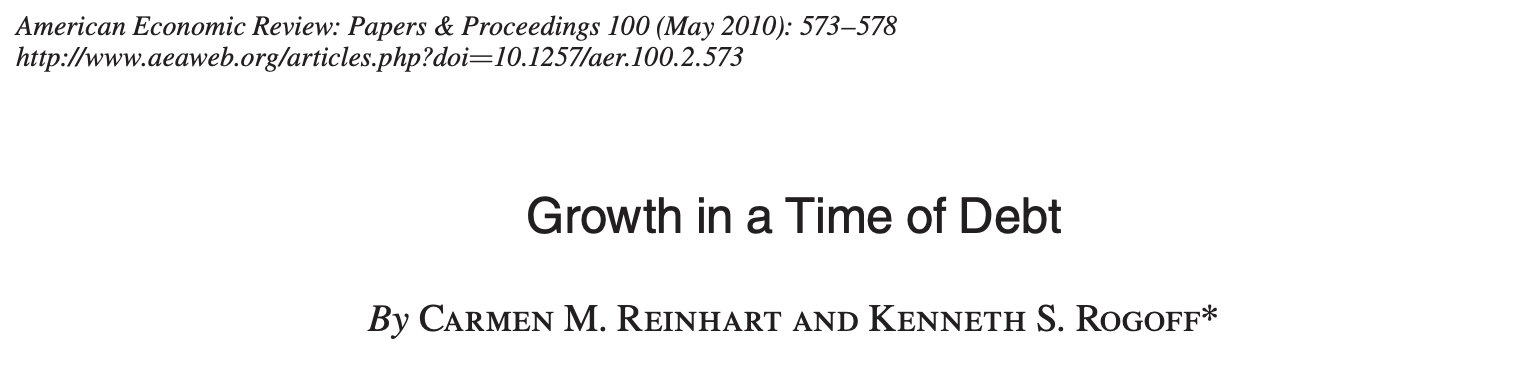 American Economic Review: Papers & Proceedings 100 (May 2010): 573–578
http://www.aeaweb.org/articles.php?doi=10.1257/aer.100.2.573
Growth in a Time of Debt
By Carmen M. Reinhart and Kenneth S. Rogoff*